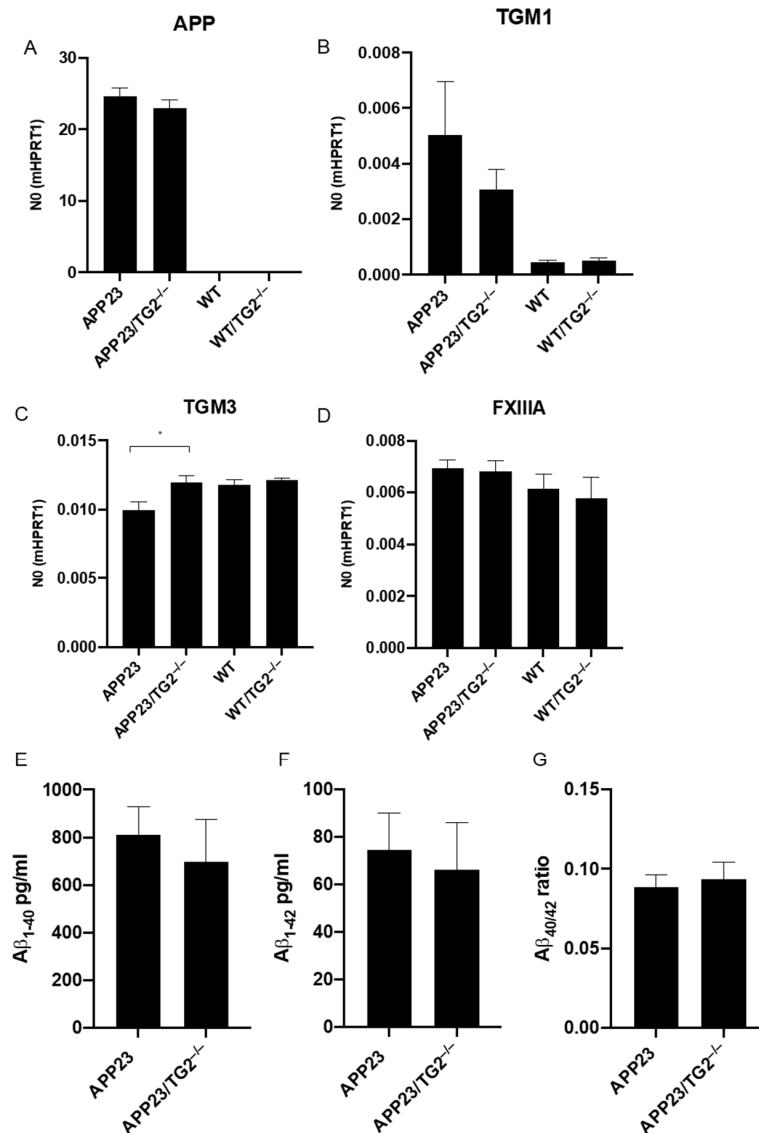 APP
TGM1
A
B
N0 (mHPRT1)
30
20
10
0
APP23
APP23/TG2⁻/⁻
WT
WT/TG2⁻/⁻
N0 (mHPRT1)
0.008
0.006
0.004
0.002
0.000
APP23
APP23/TG2⁻/⁻
WT
WT/TG2⁻/⁻
C
TGM3
D
FXIIIA
N0 (mHPRT1)
0.015
0.010
0.005
0.000
*
APP23
APP23/TG2⁻/⁻
WT
WT/TG2⁻/⁻
N0 (mHPRT1)
0.008
0.006
0.004
0.002
0.000
APP23
APP23/TG2⁻/⁻
WT
WT/TG2⁻/⁻
E
F
G
Aβ1-40 pg/ml
1000
800
600
400
200
0
APP23
APP23/TG2⁻/⁻
Aβ1-42 pg/ml
100
80
60
40
20
0
APP23
APP23/TG2⁻/⁻
Aβ40/42 ratio
0.15
0.10
0.05
0.00
APP23
APP23/TG2⁻/⁻